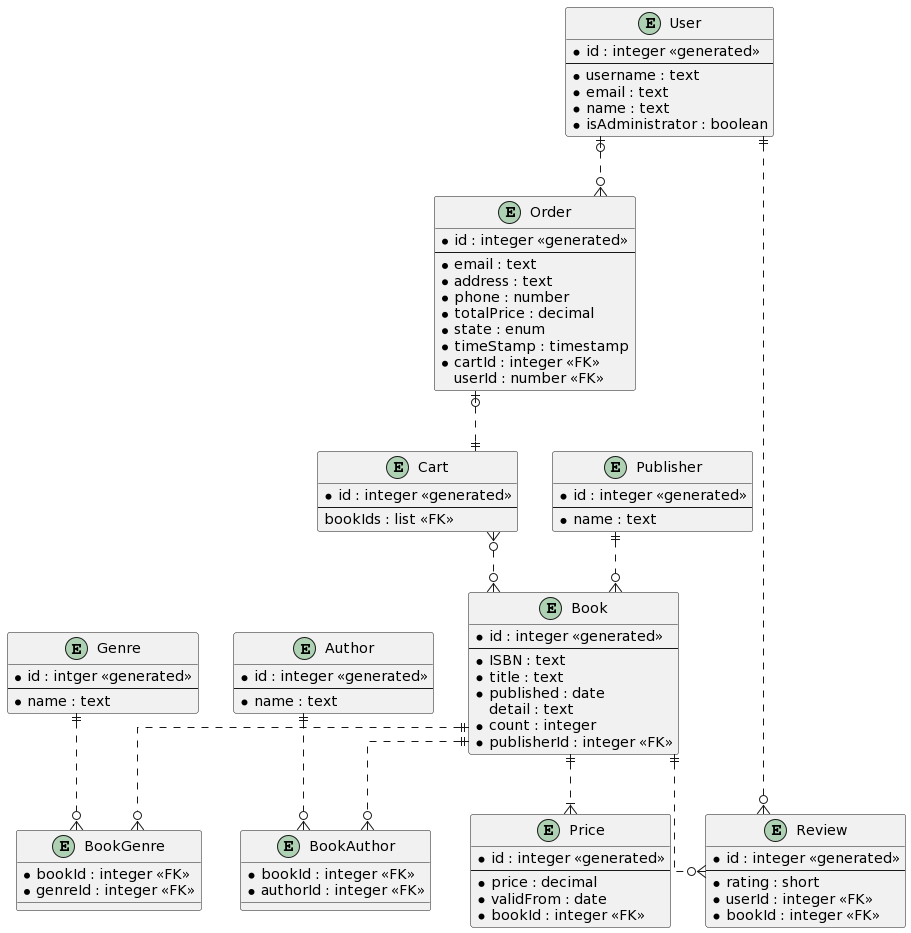 E User
* id : integer «generated»
* username : text
* email : text
* name : text
* isAdministrator : boolean
E Order
* id : integer «generated»
* email : text
* address : text
* phone : number
* totalPrice : decimal
* state : enum
* timeStamp : timestamp
* cartId : integer «FK»
userId : number «FK»
E Cart
* id : integer «generated»
bookIds : list «FK»
E Publisher
* id : integer «generated»
* name : text
E Book
* id : integer «generated»
* ISBN : text
* title : text
* published : date
detail : text
* count : integer
* publisherId : integer «FK»
E Genre
* id : intger «generated»
* name : text
E Author
* id : integer «generated»
* name : text
E BookGenre
* bookId : integer «FK»
* genreId : integer «FK»
E BookAuthor
* bookId : integer «FK»
* authorId : integer «FK»
E Price
* id : integer «generated»
* price : decimal
* validFrom : date
* bookId : integer «FK»
E Review
* id : integer «generated»
* rating : short
* userId : integer «FK»
* bookId : integer «FK»